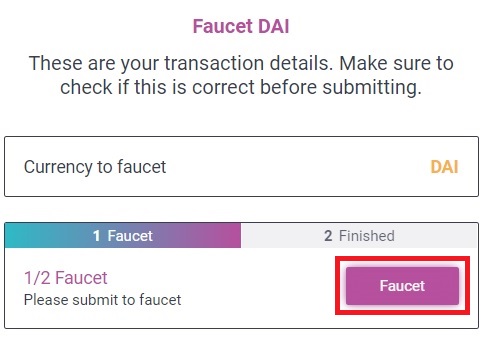 Faucet DAI
These are your transaction details. Make sure to
check if this is correct before submitting.
Currency to faucet DAI
1 Faucet 2 Finished
1/2 Faucet
Please submit to faucet
Faucet